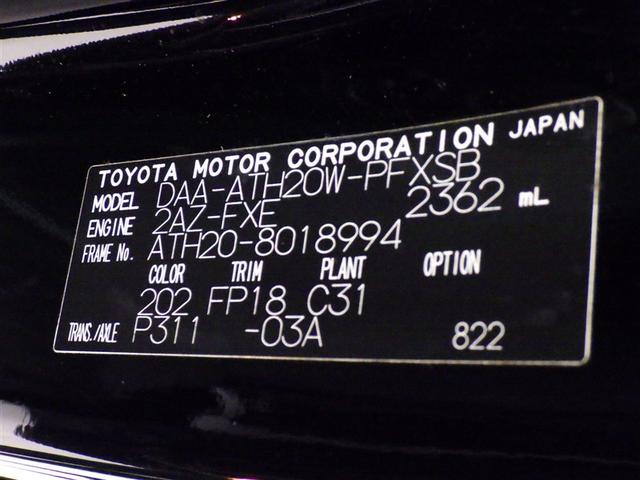 TOYOTA MOTOR CORPORATION JAPAN
MODEL DAA-ATH20W-PFXSB
ENGINE 2AZ-FXE 2362 mL
FRAME No. ATH20-8018994
COLOR TRIM PLANT OPTION
202 FP18 C31
TRANS./AXLE P311 -03A 822